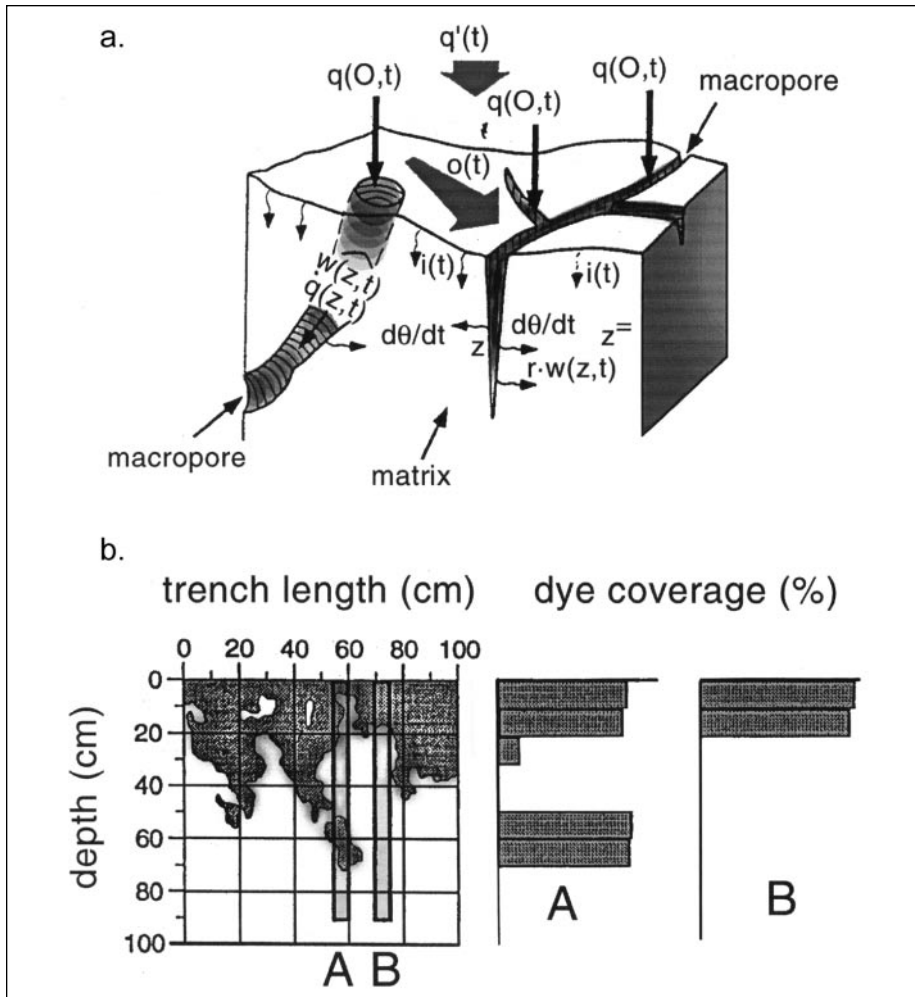 a.
q'(t)
q(O,t)
q(O,t)
q(O,t)
macropore
o(t)
i(t)
i(t)
w(z,t)
q(z,t)
dθ/dt
dθ/dt
z
z=
r·w(z,t)
macropore
matrix
b.
trench length (cm)
dye coverage (%)
0 20 40 60 80 100
depth (cm)
0
20
40
60
80
100
A B
A
B